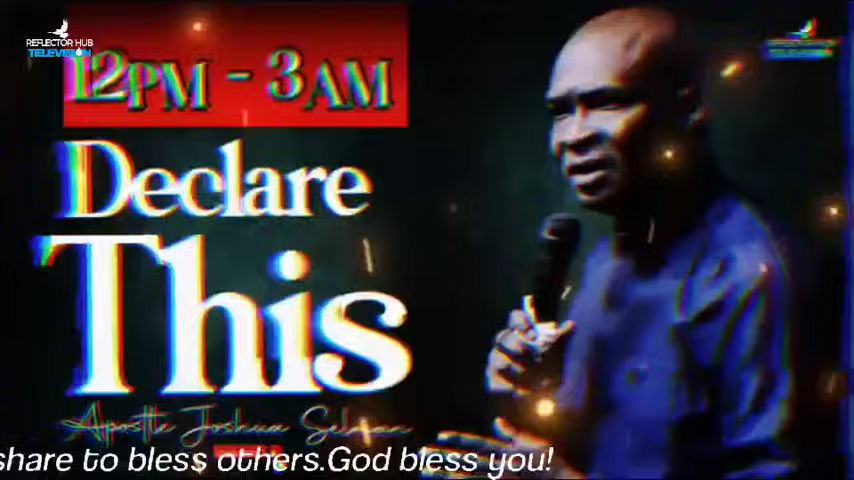 REFLECTOR HUB
TELEVISION
12PM - 3AM
Declare
This
Apostle Joshua Selman
share to bless others.God bless you!